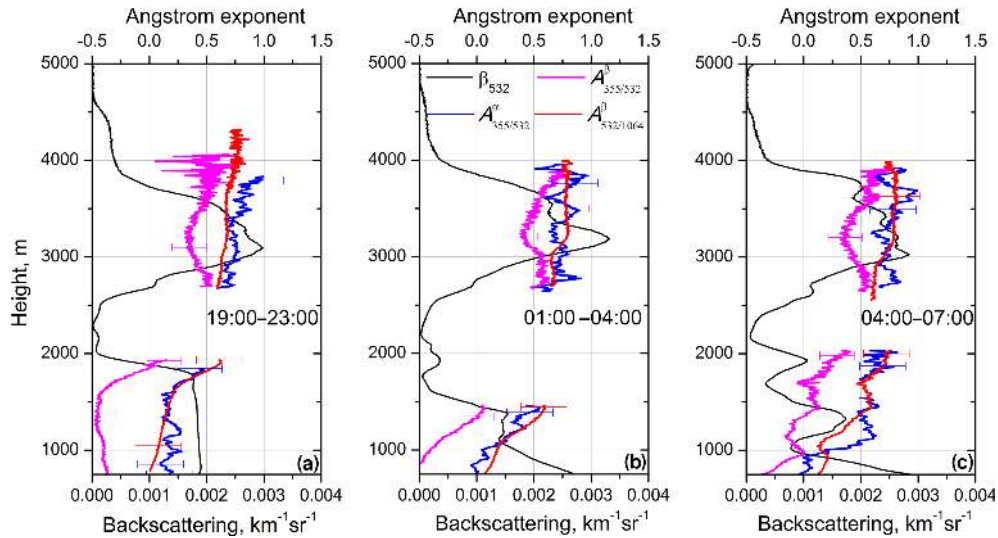 Angstrom exponent Angstrom exponent Angstrom exponent
-0.5 0.0 0.5 1.0 1.5 -0.5 0.0 0.5 1.0 1.5 -0.5 0.0 0.5 1.0 1.5
5000 5000 5000
β532 Aβ355/532
Aα355/532 Aβ532/1064
4000 4000 4000
Height, m
3000 3000 3000
19:00–23:00 01:00 –04:00 04:00–07:00
2000 2000 2000
1000 1000 1000
(a) (b) (c)
0.000 0.001 0.002 0.003 0.004 0.000 0.001 0.002 0.003 0.004 0.000 0.001 0.002 0.003 0.004
Backscattering, km⁻¹sr⁻¹ Backscattering, km⁻¹sr⁻¹ Backscattering, km⁻¹sr⁻¹